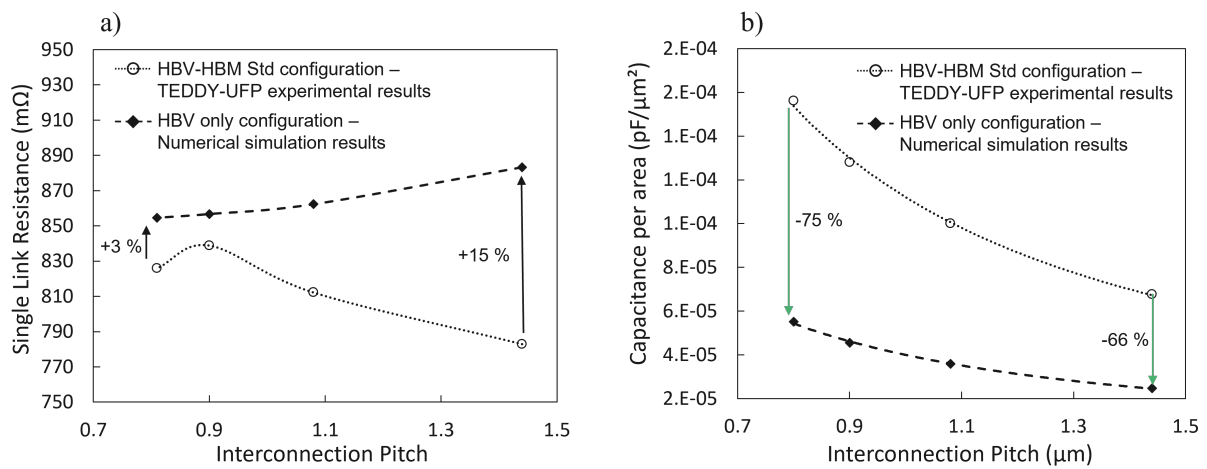 a)
950
930
910
890
870
850
830
810
790
770
750
Single Link Resistance (mΩ)
HBV-HBM Std configuration –
TEDDY-UFP experimental results
HBV only configuration –
Numerical simulation results
+3 %
+15 %
0.7
0.9
1.1
1.3
1.5
Interconnection Pitch
b)
2.E-04
2.E-04
1.E-04
1.E-04
1.E-04
8.E-05
6.E-05
4.E-05
2.E-05
Capacitance per area (pF/µm²)
HBV-HBM Std configuration –
TEDDY-UFP experimental results
HBV only configuration –
Numerical simulation results
-75 %
-66 %
0.7
0.9
1.1
1.3
1.5
Interconnection Pitch (µm)